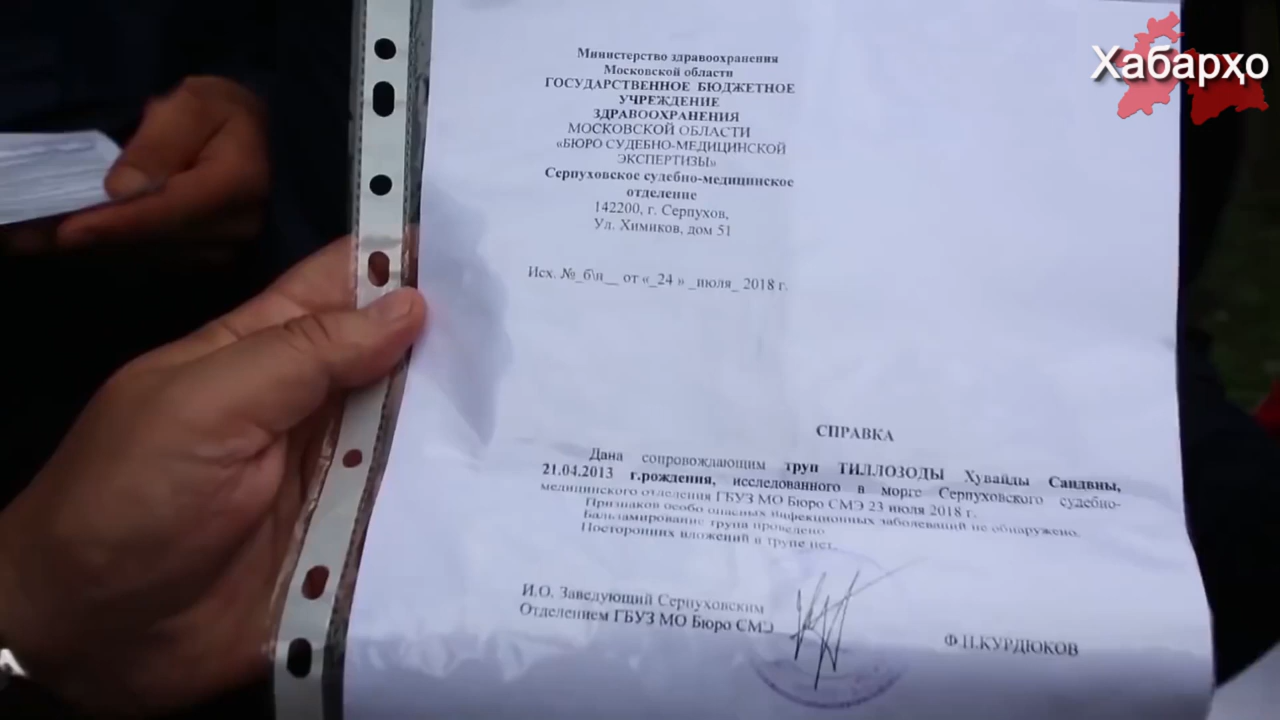 Хабарҳо
Министерство здравоохранения
Московской области
ГОСУДАРСТВЕННОЕ БЮДЖЕТНОЕ
УЧРЕЖДЕНИЕ
ЗДРАВООХРАНЕНИЯ
МОСКОВСКОЙ ОБЛАСТИ
«БЮРО СУДЕБНО-МЕДИЦИНСКОЙ
ЭКСПЕРТИЗЫ»
Серпуховское судебно-медицинское
отделение
142200, г. Серпухов,
Ул. Химиков, дом 51
Исх. №_б\н__ от «_24 » _июля_ 2018 г.
СПРАВКА
Дана сопровождающим труп ТИЛЛОЗОДЫ Хувайды Саидвны,
21.04.2013 г.рождения, исследованного в морге Серпуховского судебно-
медицинского отделения ГБУЗ МО Бюро СМЭ 23 июля 2018 г.
Признаков особо опасных инфекционных заболеваний не обнаружено.
Бальзамирование трупа проведено
Посторонних вложений в трупе нет.
И.О. Заведующий Серпуховским
Отделением ГБУЗ МО Бюро СМЭ
Ф.П.КУРДЮКОВ